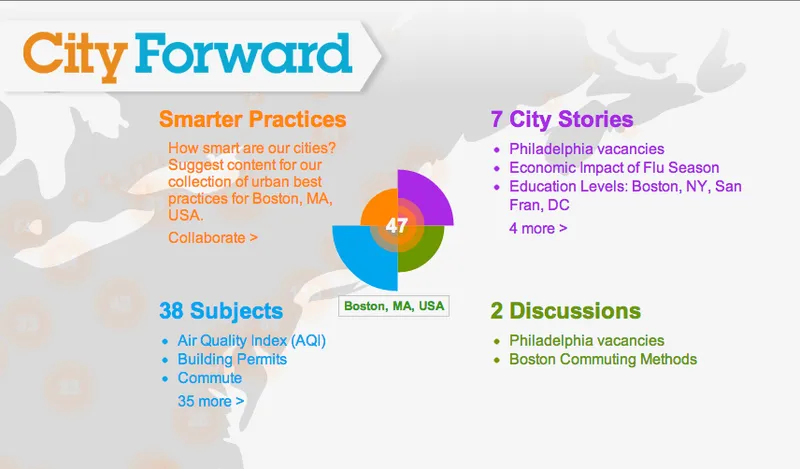 City Forward
Smarter Practices
How smart are our cities?
Suggest content for our
collection of urban best
practices for Boston, MA,
USA.
Collaborate >
7 City Stories
Philadelphia vacancies
Economic Impact of Flu Season
Education Levels: Boston, NY, San
Fran, DC
4 more >
47
Boston, MA, USA
38 Subjects
Air Quality Index (AQI)
Building Permits
Commute
35 more >
2 Discussions
Philadelphia vacancies
Boston Commuting Methods